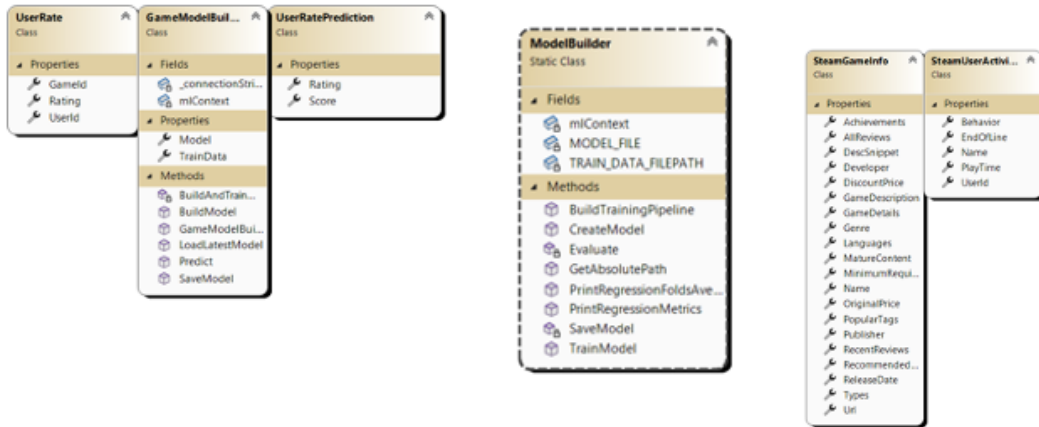 UserRate
Class
Properties
GameId
Rating
UserId
GameModelBuil...
Class
Fields
_connectionStri...
mlContext
Properties
Model
TrainData
Methods
BuildAndTrain...
BuildModel
GameModelBui...
LoadLatestModel
Predict
SaveModel
UserRatePrediction
Class
Properties
Rating
Score
ModelBuilder
Static Class
Fields
mlContext
MODEL_FILE
TRAIN_DATA_FILEPATH
Methods
BuildTrainingPipeline
CreateModel
Evaluate
GetAbsolutePath
PrintRegressionFoldsAve...
PrintRegressionMetrics
SaveModel
TrainModel
SteamGameInfo
Class
Properties
Achievements
AllReviews
DescSnippet
Developer
DiscountPrice
GameDescription
GameDetails
Genre
Languages
MatureContent
MinimumRequi...
Name
OriginalPrice
PopularTags
Publisher
RecentReviews
Recommended...
ReleaseDate
Types
Url
SteamUserActivi...
Class
Properties
Behavior
EndOfLine
Name
PlayTime
UserId